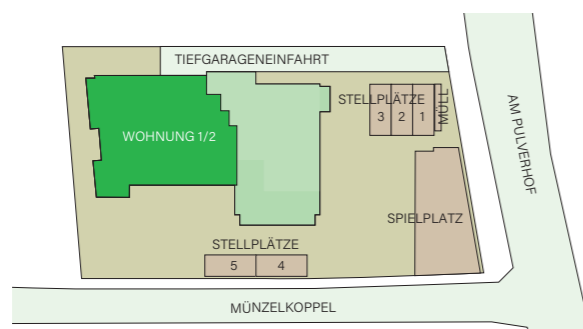 TIEFGARAGENEINFAHRT
STELLPLÄTZE
3 2 1
MÜLL
AM PULVERHOF
WOHNUNG 1/2
SPIELPLATZ
STELLPLÄTZE
5 4
MÜNZELKOPPEL